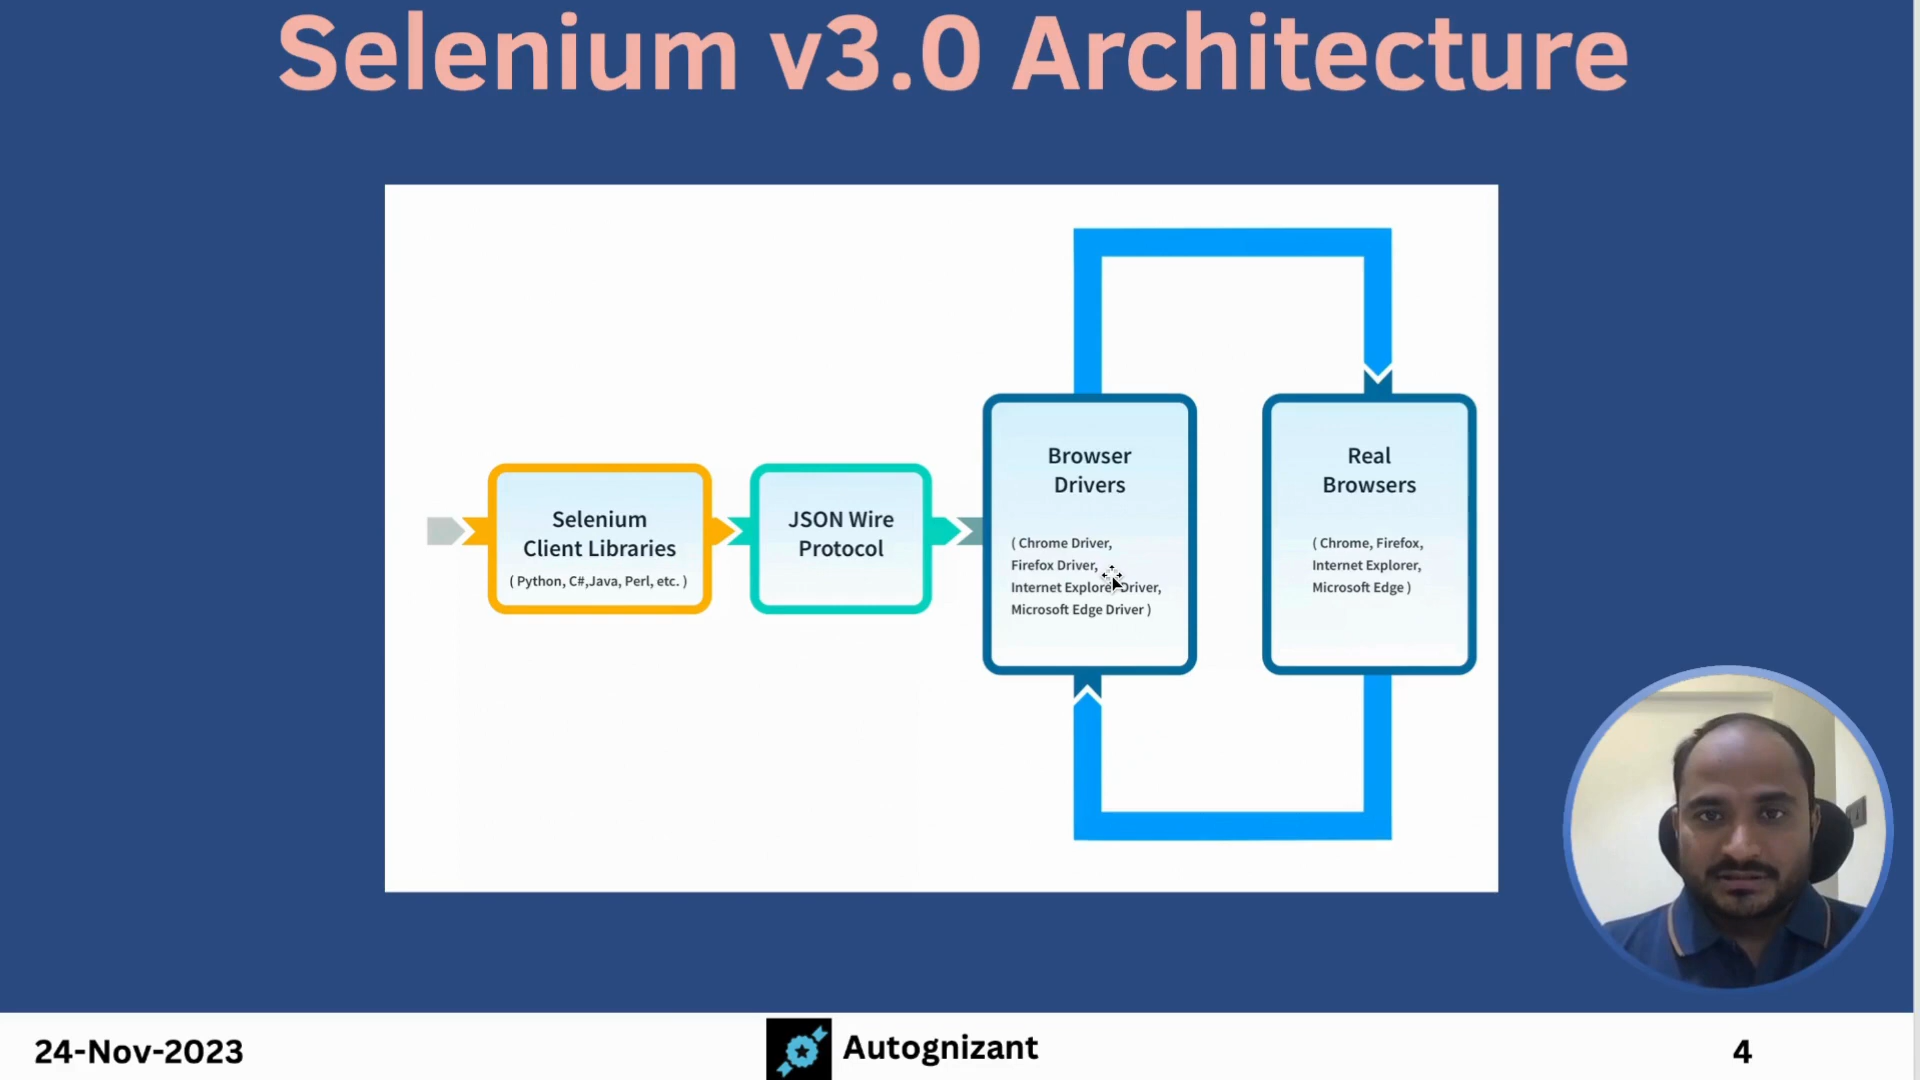 Selenium v3.0 Architecture
Selenium
Client Libraries
( Python, C#,Java, Perl, etc. )
JSON Wire
Protocol
Browser
Drivers
( Chrome Driver,
Firefox Driver,
Internet Explorer Driver,
Microsoft Edge Driver )
Real
Browsers
( Chrome, Firefox,
Internet Explorer,
Microsoft Edge )
24-Nov-2023
Autognizant
4